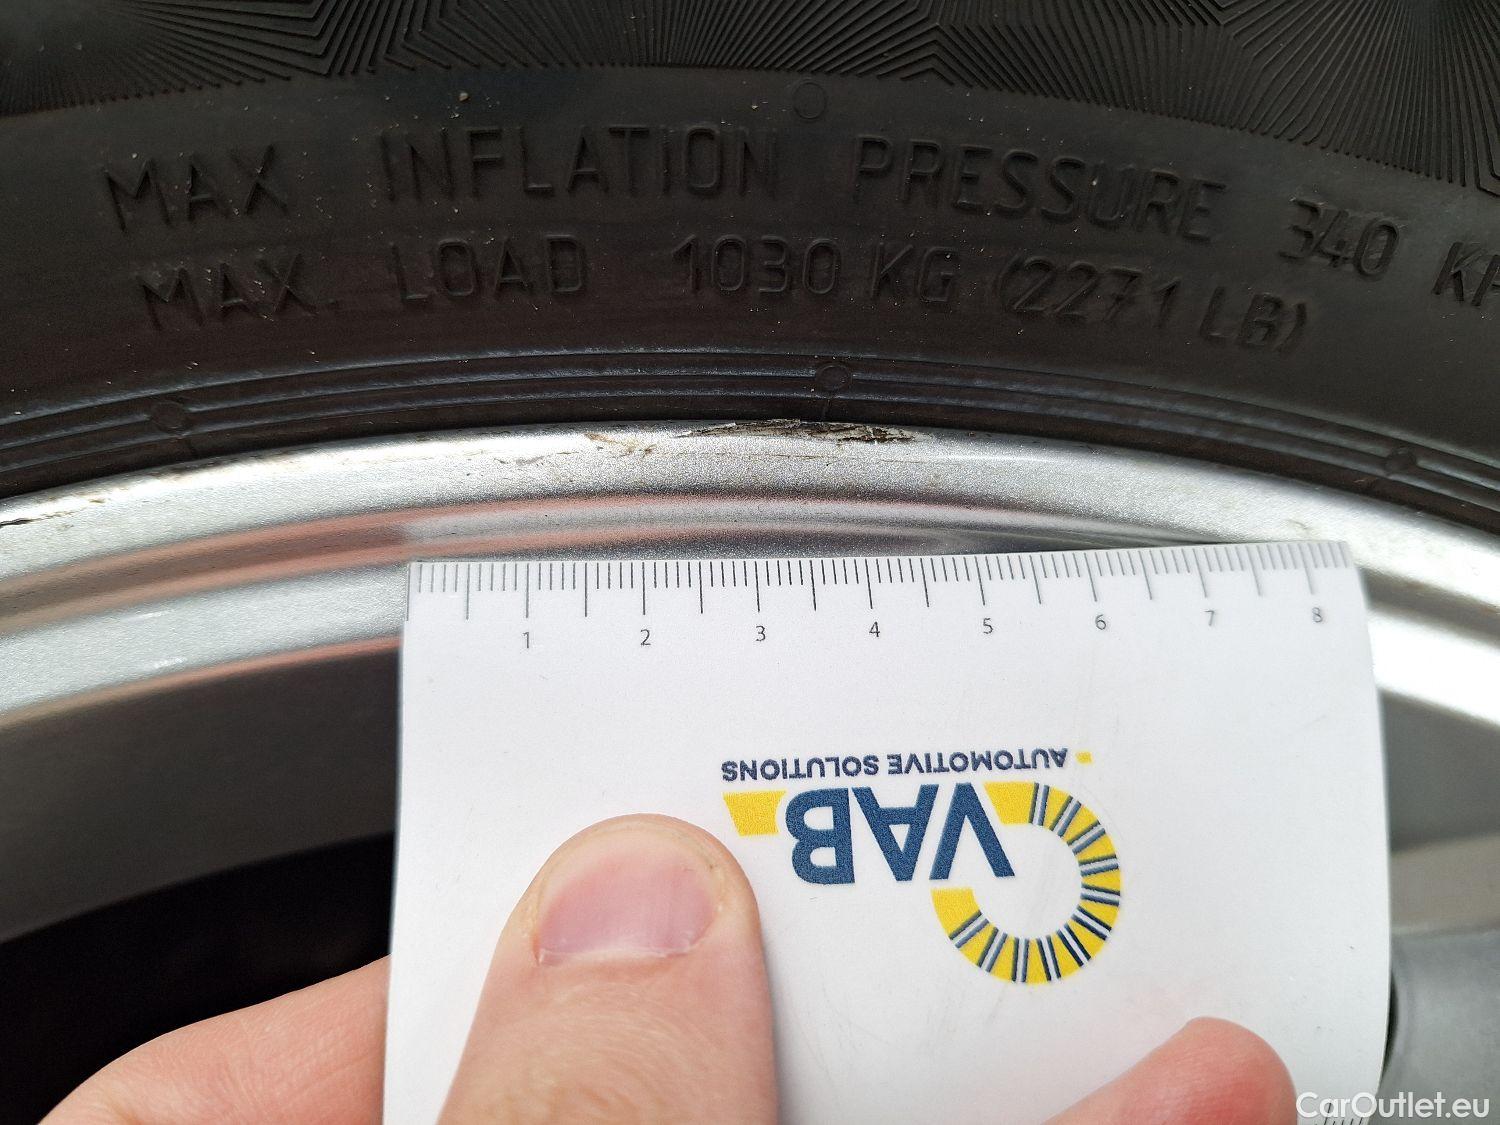 MAX INFLATION PRESSURE 340 KP
MAX. LOAD 1030 KG (2271 LB)
1 2 3 4 5 6 7 8
AUTOMOTIVE SOLUTIONS
VAB
CarOutlet.eu